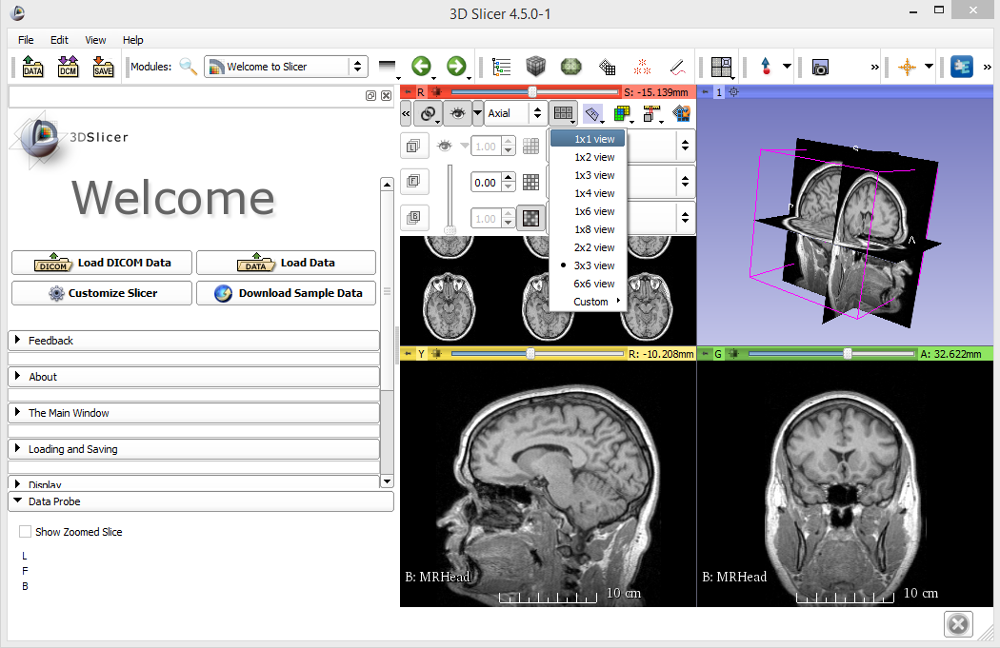 3D Slicer 4.5.0-1
File Edit View Help
DATA DCM SAVE Modules: Welcome to Slicer
R S: -15.139mm 1
Axial
3DSlicer
Welcome
1.00
0.00
1.00
1x1 view
1x2 view
1x3 view
1x4 view
1x6 view
1x8 view
2x2 view
3x3 view
6x6 view
Custom
DICOM Load DICOM Data DATA Load Data
Customize Slicer Download Sample Data
Feedback
About
The Main Window
Loading and Saving
Display
Data Probe
Show Zoomed Slice
L
F
B
Y R: -10.208mm
G A: 32.622mm
S
P
A
B: MRHead 10 cm
B: MRHead 10 cm